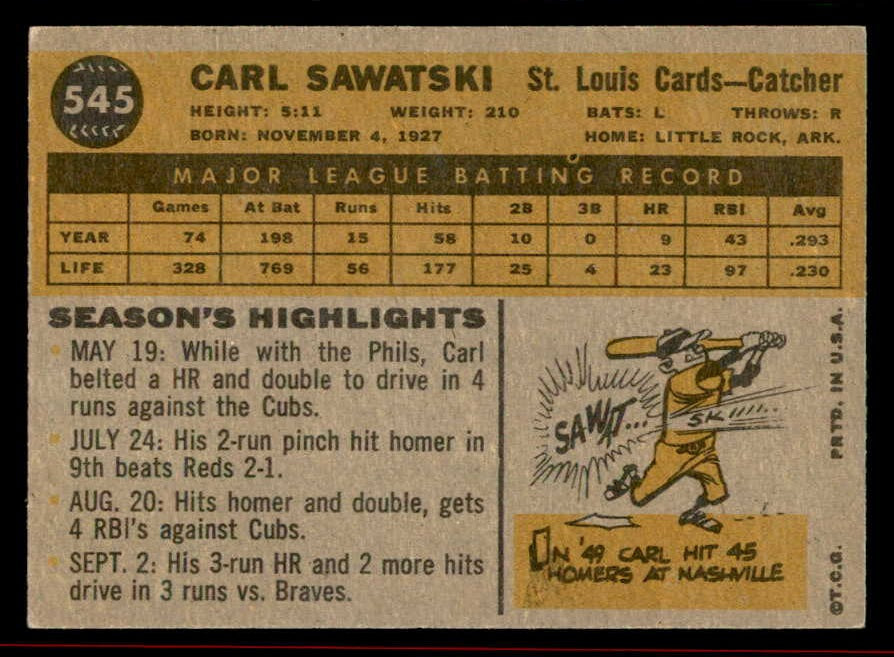 545
CARL SAWATSKI St. Louis Cards—Catcher
HEIGHT: 5:11 WEIGHT: 210 BATS: L THROWS: R
BORN: NOVEMBER 4, 1927 HOME: LITTLE ROCK, ARK.
MAJOR LEAGUE BATTING RECORD
Games At Bat Runs Hits 2B 3B HR RBI Avg
YEAR 74 198 15 58 10 0 9 43 .293
LIFE 328 769 56 177 25 4 23 97 .230
SEASON'S HIGHLIGHTS
MAY 19: While with the Phils, Carl
belted a HR and double to drive in 4
runs against the Cubs.
JULY 24: His 2-run pinch hit homer in
9th beats Reds 2-1.
AUG. 20: Hits homer and double, gets
4 RBI's against Cubs.
SEPT. 2: His 3-run HR and 2 more hits
drive in 3 runs vs. Braves.
SAWAT... SKIIIII....
IN '49 CARL HIT 45
HOMERS AT NASHVILLE
PRTD. IN U.S.A.
©T.C.G.